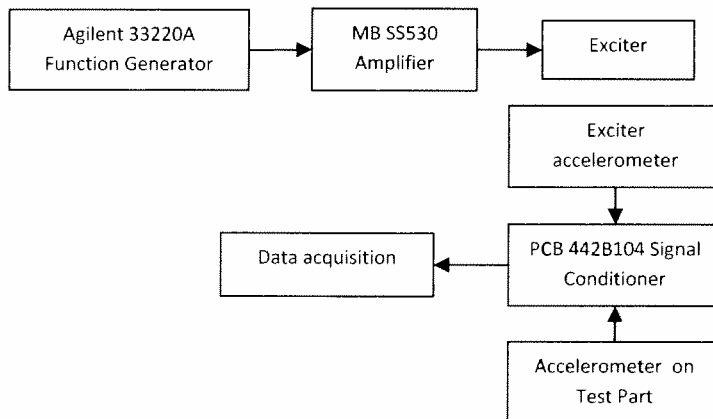 Agilent 33220A
Function Generator
MB SS530
Amplifier
Exciter
Exciter
accelerometer
Data acquisition
PCB 442B104 Signal
Conditioner
Accelerometer on
Test Part